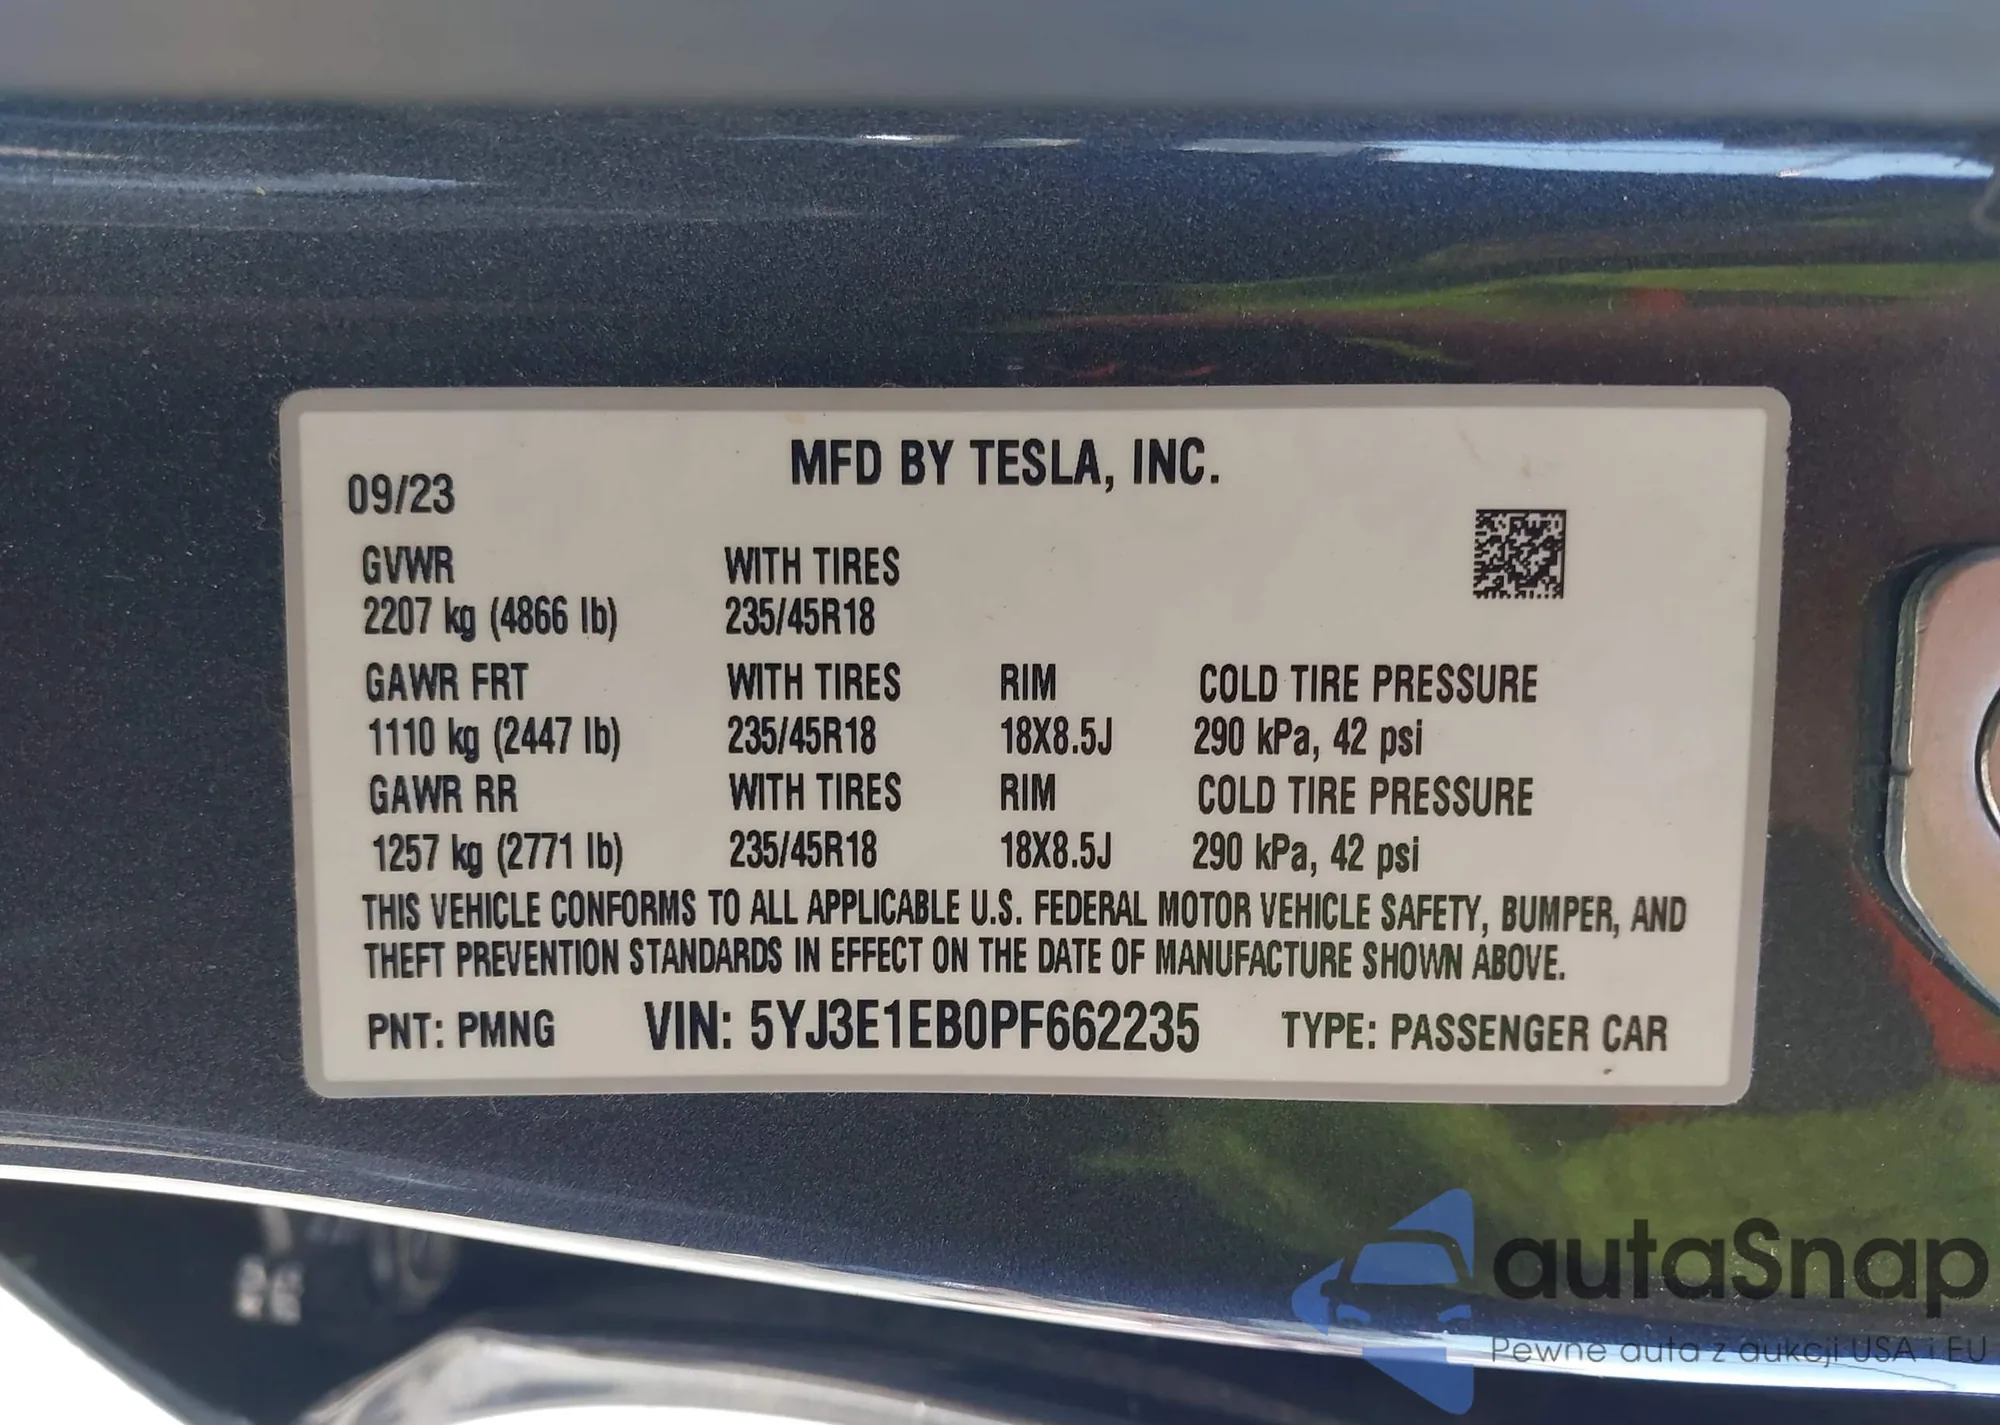 MFD BY TESLA, INC.
09/23
GVWR WITH TIRES
2207 kg (4866 lb) 235/45R18
GAWR FRT WITH TIRES RIM COLD TIRE PRESSURE
1110 kg (2447 lb) 235/45R18 18X8.5J 290 kPa, 42 psi
GAWR RR WITH TIRES RIM COLD TIRE PRESSURE
1257 kg (2771 lb) 235/45R18 18X8.5J 290 kPa, 42 psi
THIS VEHICLE CONFORMS TO ALL APPLICABLE U.S. FEDERAL MOTOR VEHICLE SAFETY, BUMPER, AND
THEFT PREVENTION STANDARDS IN EFFECT ON THE DATE OF MANUFACTURE SHOWN ABOVE.
PNT: PMNG VIN: 5YJ3E1EB0PF662235 TYPE: PASSENGER CAR
autaSnap
Pewne auta z aukcji USA i EU